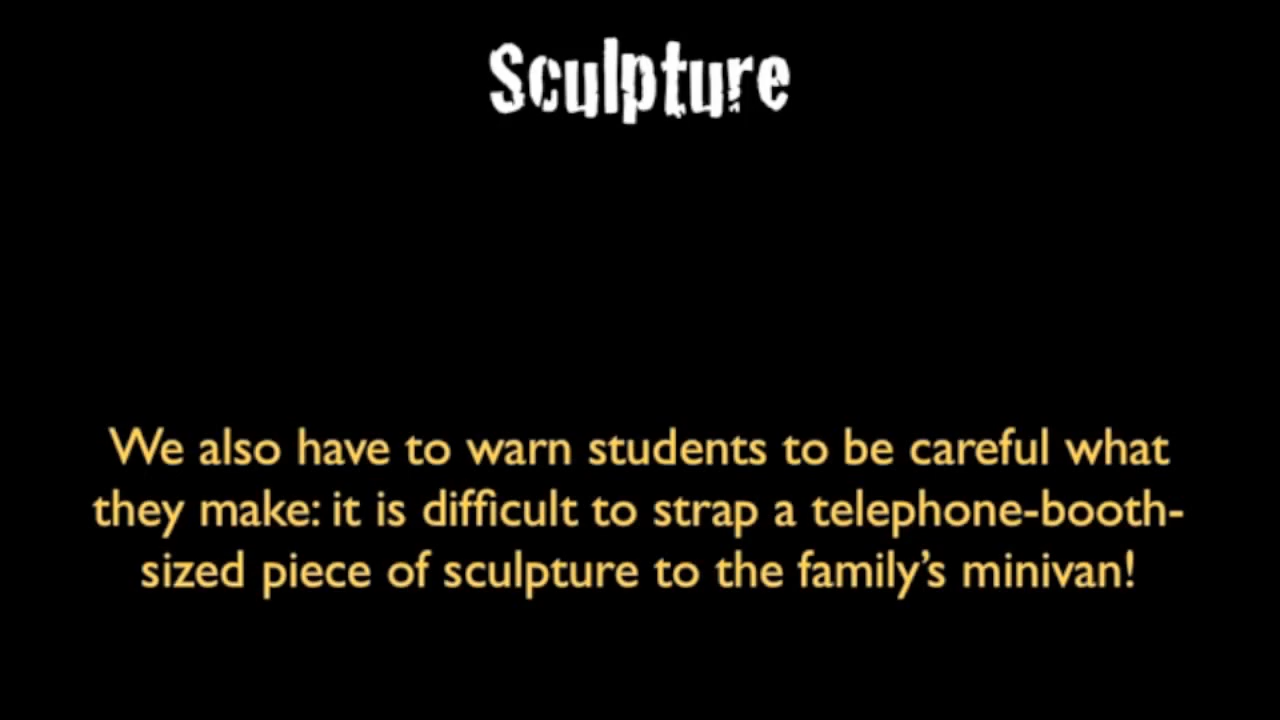 Sculpture
We also have to warn students to be careful what
they make: it is difficult to strap a telephone-booth-
sized piece of sculpture to the family’s minivan!